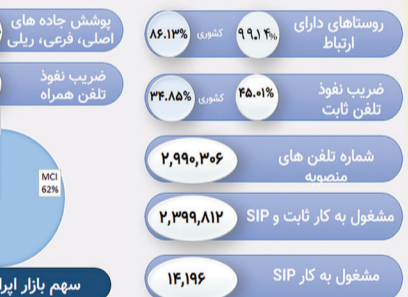 روستاهای دارای
ارتباط
۹۹.۱۴%
کشوری
۸۶.۱۳%
پوشش جاده های
اصلی، فرعی، ریلی
ضریب نفوذ
تلفن ثابت
۴۵.۰۱%
کشوری
۳۴.۸۵%
ضریب نفوذ
تلفن همراه
شماره تلفن های
منصوبه
۲,۹۹۰,۳۰۶
مشغول به کار ثابت و SIP
۲,۳۹۹,۸۱۲
مشغول به کار SIP
۱۴,۱۹۶
MCI
62%
سهم بازار